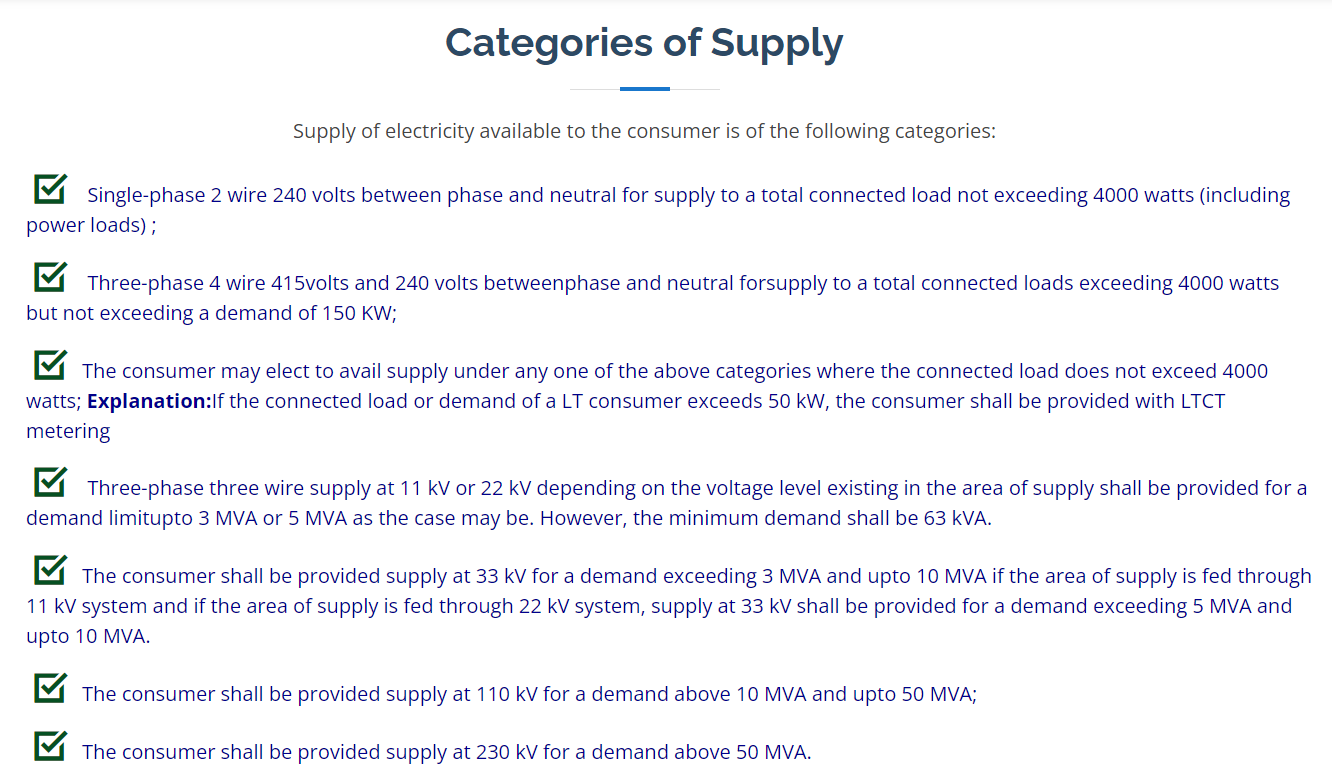 Categories of Supply
Supply of electricity available to the consumer is of the following categories:
Single-phase 2 wire 240 volts between phase and neutral for supply to a total connected load not exceeding 4000 watts (including
power loads) ;
Three-phase 4 wire 415volts and 240 volts betweenphase and neutral forsupply to a total connected loads exceeding 4000 watts
but not exceeding a demand of 150 KW;
The consumer may elect to avail supply under any one of the above categories where the connected load does not exceed 4000
watts; Explanation:If the connected load or demand of a LT consumer exceeds 50 kW, the consumer shall be provided with LTCT
metering
Three-phase three wire supply at 11 kV or 22 kV depending on the voltage level existing in the area of supply shall be provided for a
demand limitupto 3 MVA or 5 MVA as the case may be. However, the minimum demand shall be 63 kVA.
The consumer shall be provided supply at 33 kV for a demand exceeding 3 MVA and upto 10 MVA if the area of supply is fed through
11 kV system and if the area of supply is fed through 22 kV system, supply at 33 kV shall be provided for a demand exceeding 5 MVA and
upto 10 MVA.
The consumer shall be provided supply at 110 kV for a demand above 10 MVA and upto 50 MVA;
The consumer shall be provided supply at 230 kV for a demand above 50 MVA.